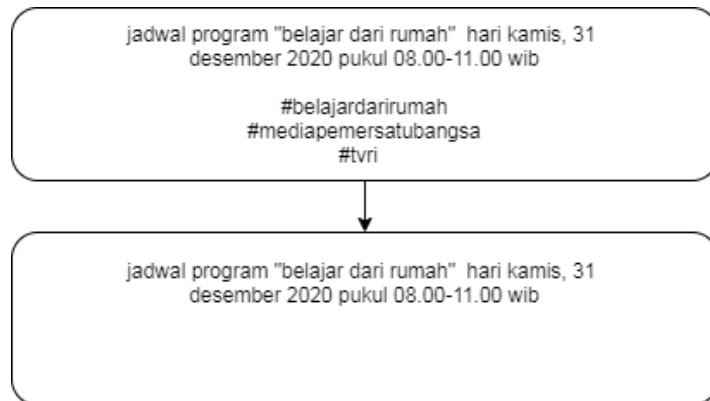 jadwal program "belajar dari rumah"  hari kamis, 31
desember 2020 pukul 08.00-11.00 wib
#belajardarirumah
#mediapemersatubangsa
#tvri
jadwal program "belajar dari rumah"  hari kamis, 31
desember 2020 pukul 08.00-11.00 wib